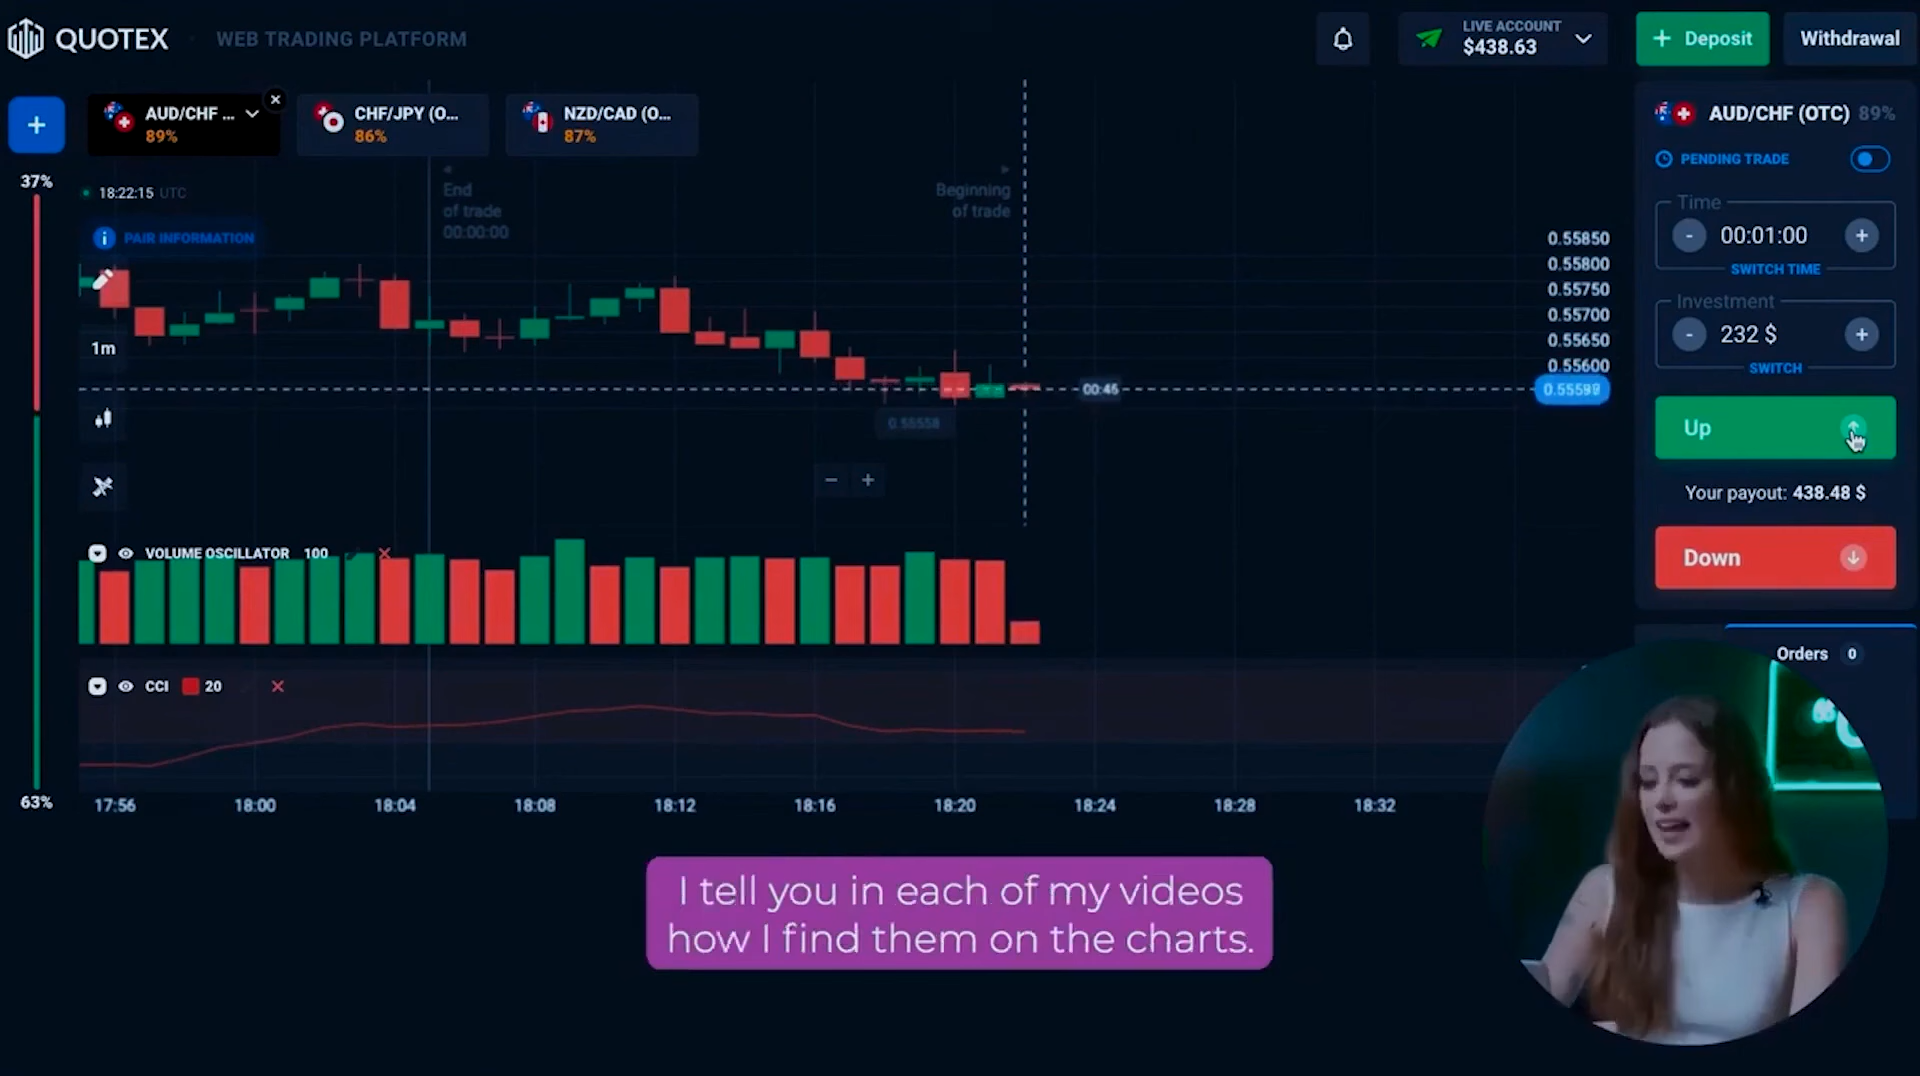 QUOTEX
WEB TRADING PLATFORM
LIVE ACCOUNT
$438.63
+ Deposit
Withdrawal
AUD/CHF ...
89%
CHF/JPY (O...
86%
NZD/CAD (O...
87%
37%
18:22:15 UTC
PAIR INFORMATION
End
of trade
00:00:00
Beginning
of trade
1m
0.55850
0.55800
0.55750
0.55700
0.55650
0.55600
0.55599
00:45
0.55558
VOLUME OSCILLATOR 100
CCI 20
63%
17:56
18:00
18:04
18:08
18:12
18:16
18:20
18:24
18:28
18:32
AUD/CHF (OTC) 89%
PENDING TRADE
Time
- 00:01:00 +
SWITCH TIME
Investment
- 232 $ +
SWITCH
Up
Your payout: 438.48 $
Down
Orders 0
I tell you in each of my videos
how I find them on the charts.